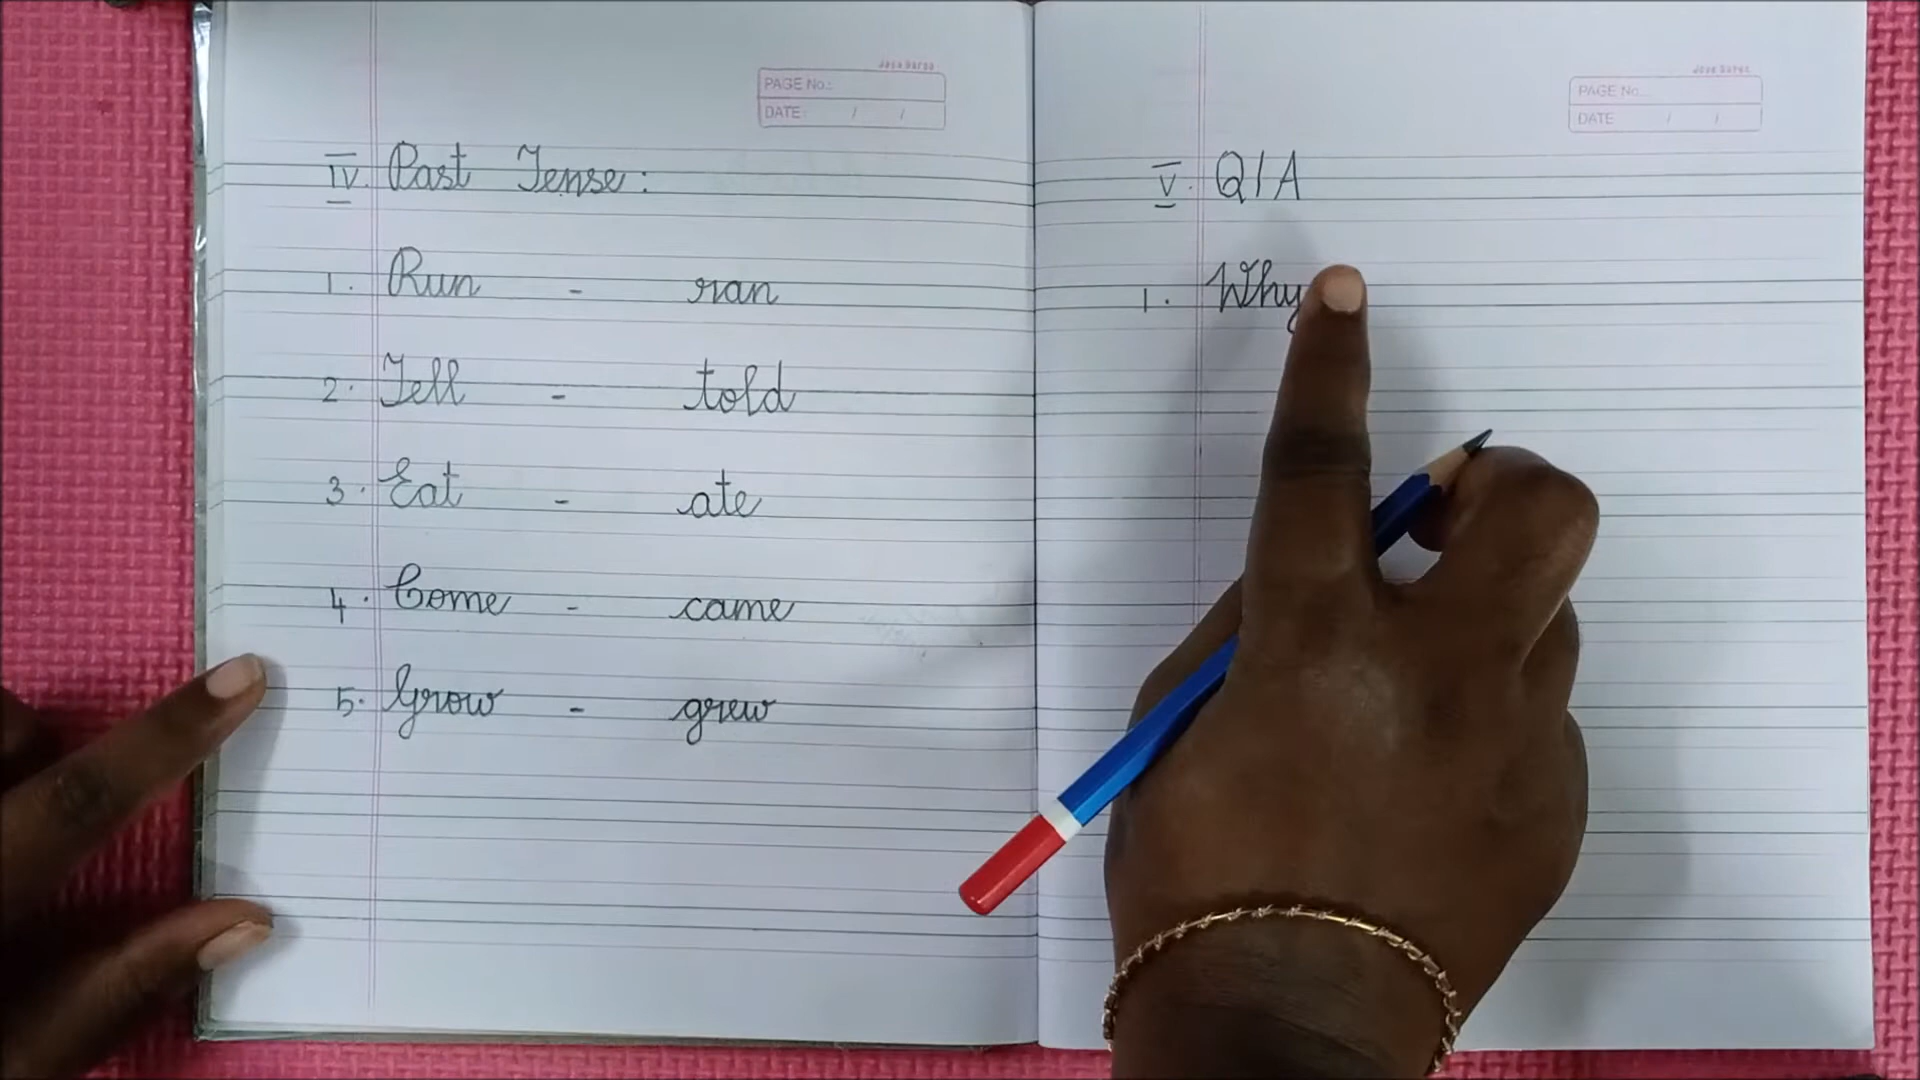 PAGE No.:
DATE: / /
IV. Past Tense:
1. Run - ran
2. Tell - told
3. Eat - ate
4. Come - came
5. Grow - grew
PAGE No.:
DATE / /
V. Q/A
1. Why